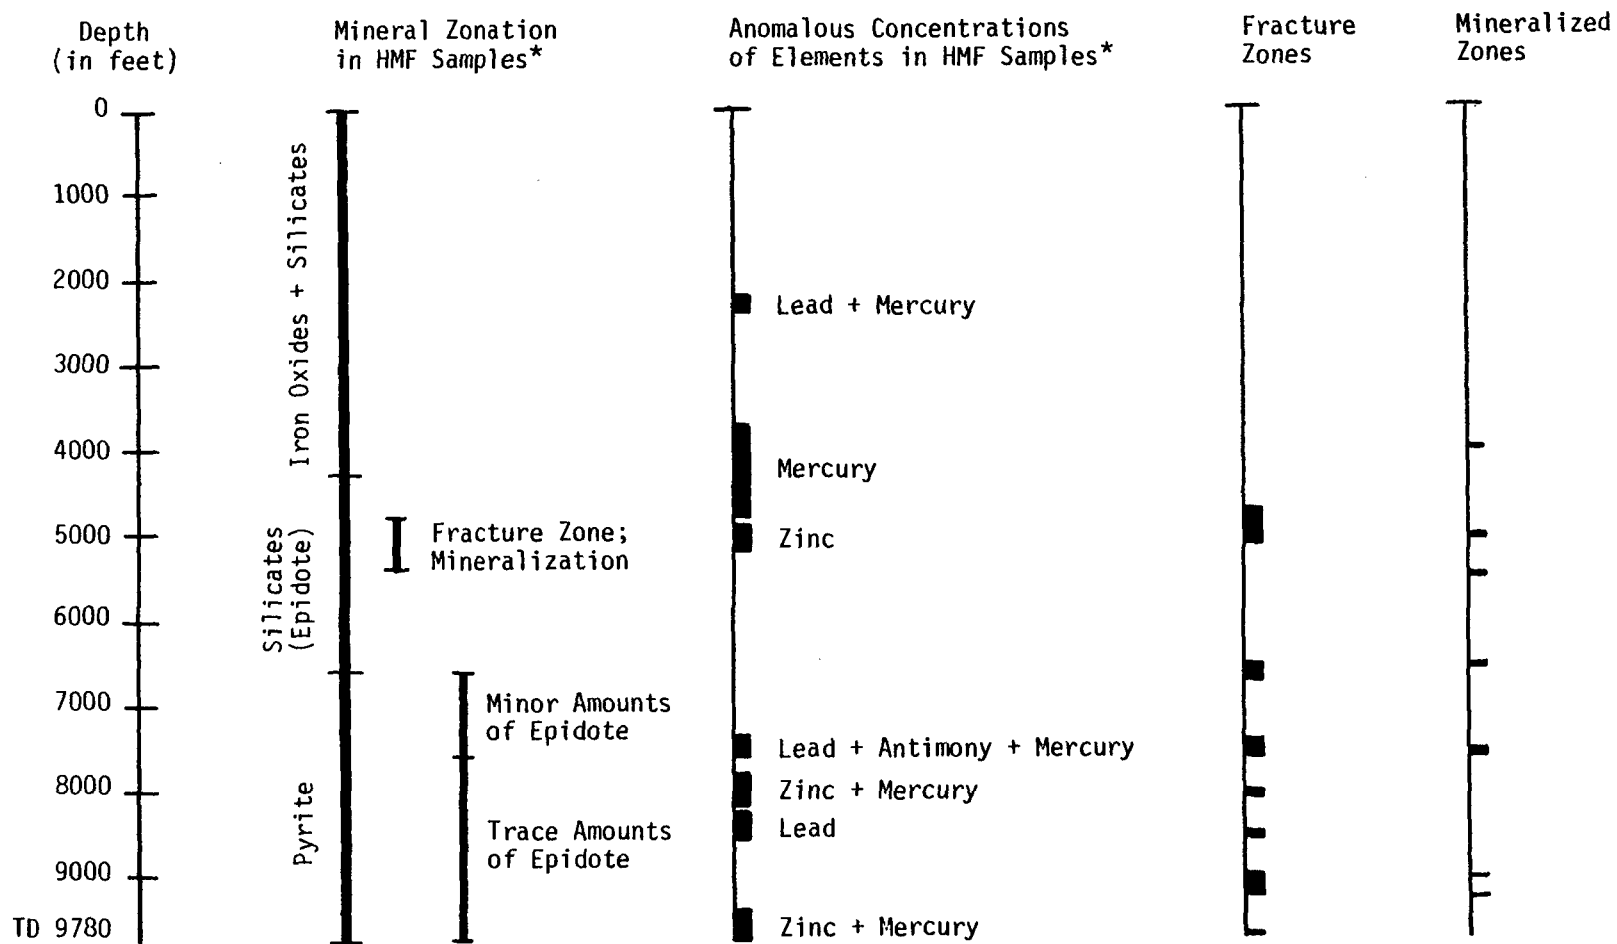 Depth
(in feet)
Mineral Zonation
in HMF Samples*
Anomalous Concentrations
of Elements in HMF Samples*
Fracture
Zones
Mineralized
Zones
0
1000
2000
3000
4000
5000
6000
7000
8000
9000
TD 9780
Iron Oxides + Silicates
Silicates
(Epidote)
Pyrite
Fracture Zone;
Mineralization
Minor Amounts
of Epidote
Trace Amounts
of Epidote
Lead + Mercury
Mercury
Zinc
Lead + Antimony + Mercury
Zinc + Mercury
Lead
Zinc + Mercury